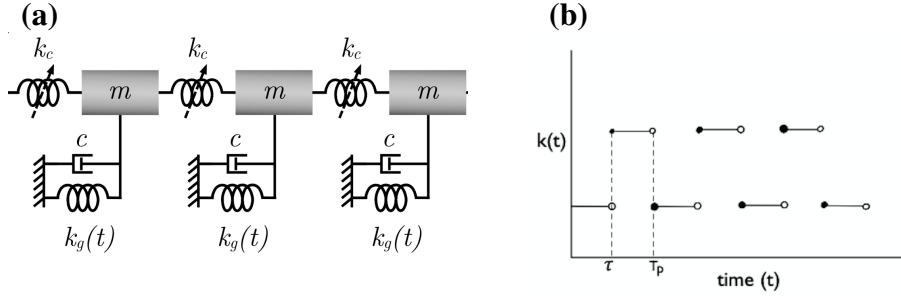 (a)
k_c k_c k_c
m m m
c c c
k_g(t) k_g(t) k_g(t)
(b)
k(t)
τ T_p
time (t)